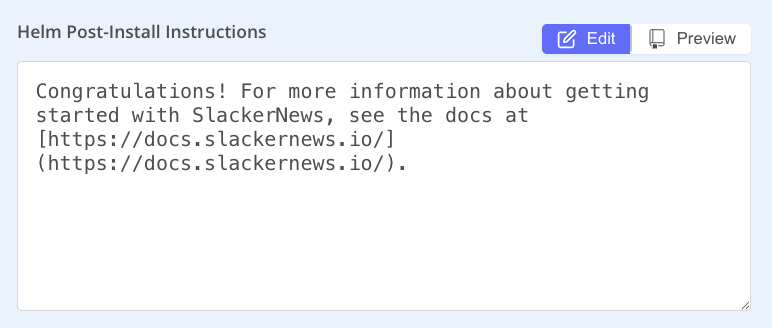 Helm Post-Install Instructions
Edit
Preview
Congratulations! For more information about getting
started with SlackerNews, see the docs at
[https://docs.slackernews.io/]
(https://docs.slackernews.io/).